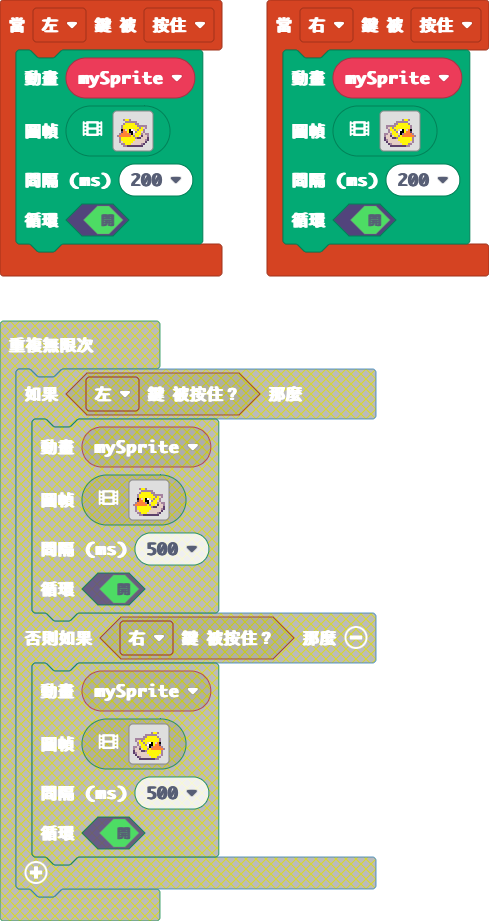 當 左 鍵 被 按住
動畫 mySprite
圖幀
間隔 (ms) 200
循環 開
當 右 鍵 被 按住
動畫 mySprite
圖幀
間隔 (ms) 200
循環 開
重複無限次
如果 左 鍵 被按住？ 那麼
動畫 mySprite
圖幀
間隔 (ms) 500
循環 開
否則如果 右 鍵 被按住？ 那麼
動畫 mySprite
圖幀
間隔 (ms) 500
循環 開